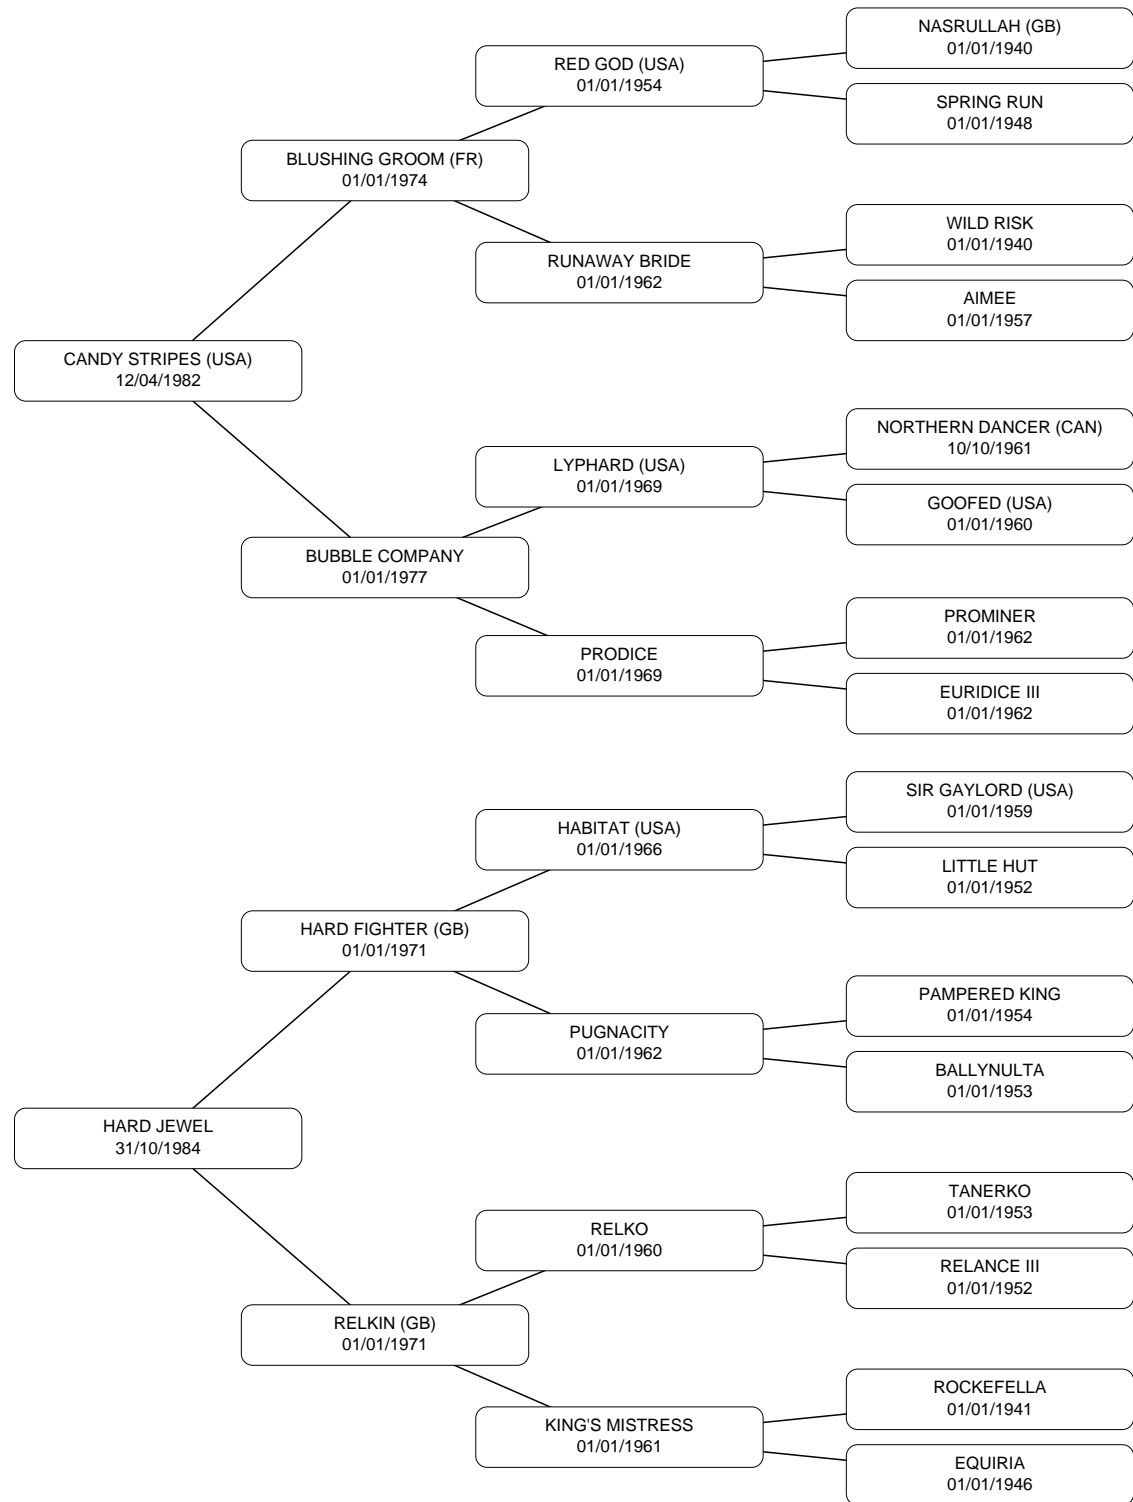 NASRULLAH (GB)
01/01/1940
RED GOD (USA)
01/01/1954
SPRING RUN
01/01/1948
BLUSHING GROOM (FR)
01/01/1974
WILD RISK
01/01/1940
RUNAWAY BRIDE
01/01/1962
AIMEE
01/01/1957
CANDY STRIPES (USA)
12/04/1982
NORTHERN DANCER (CAN)
10/10/1961
LYPHARD (USA)
01/01/1969
GOOFED (USA)
01/01/1960
BUBBLE COMPANY
01/01/1977
PROMINER
01/01/1962
PRODICE
01/01/1969
EURIDICE III
01/01/1962
SIR GAYLORD (USA)
01/01/1959
HABITAT (USA)
01/01/1966
LITTLE HUT
01/01/1952
HARD FIGHTER (GB)
01/01/1971
PAMPERED KING
01/01/1954
PUGNACITY
01/01/1962
BALLYNULTA
01/01/1953
HARD JEWEL
31/10/1984
TANERKO
01/01/1953
RELKO
01/01/1960
RELANCE III
01/01/1952
RELKIN (GB)
01/01/1971
ROCKEFELLA
01/01/1941
KING'S MISTRESS
01/01/1961
EQUIRIA
01/01/1946